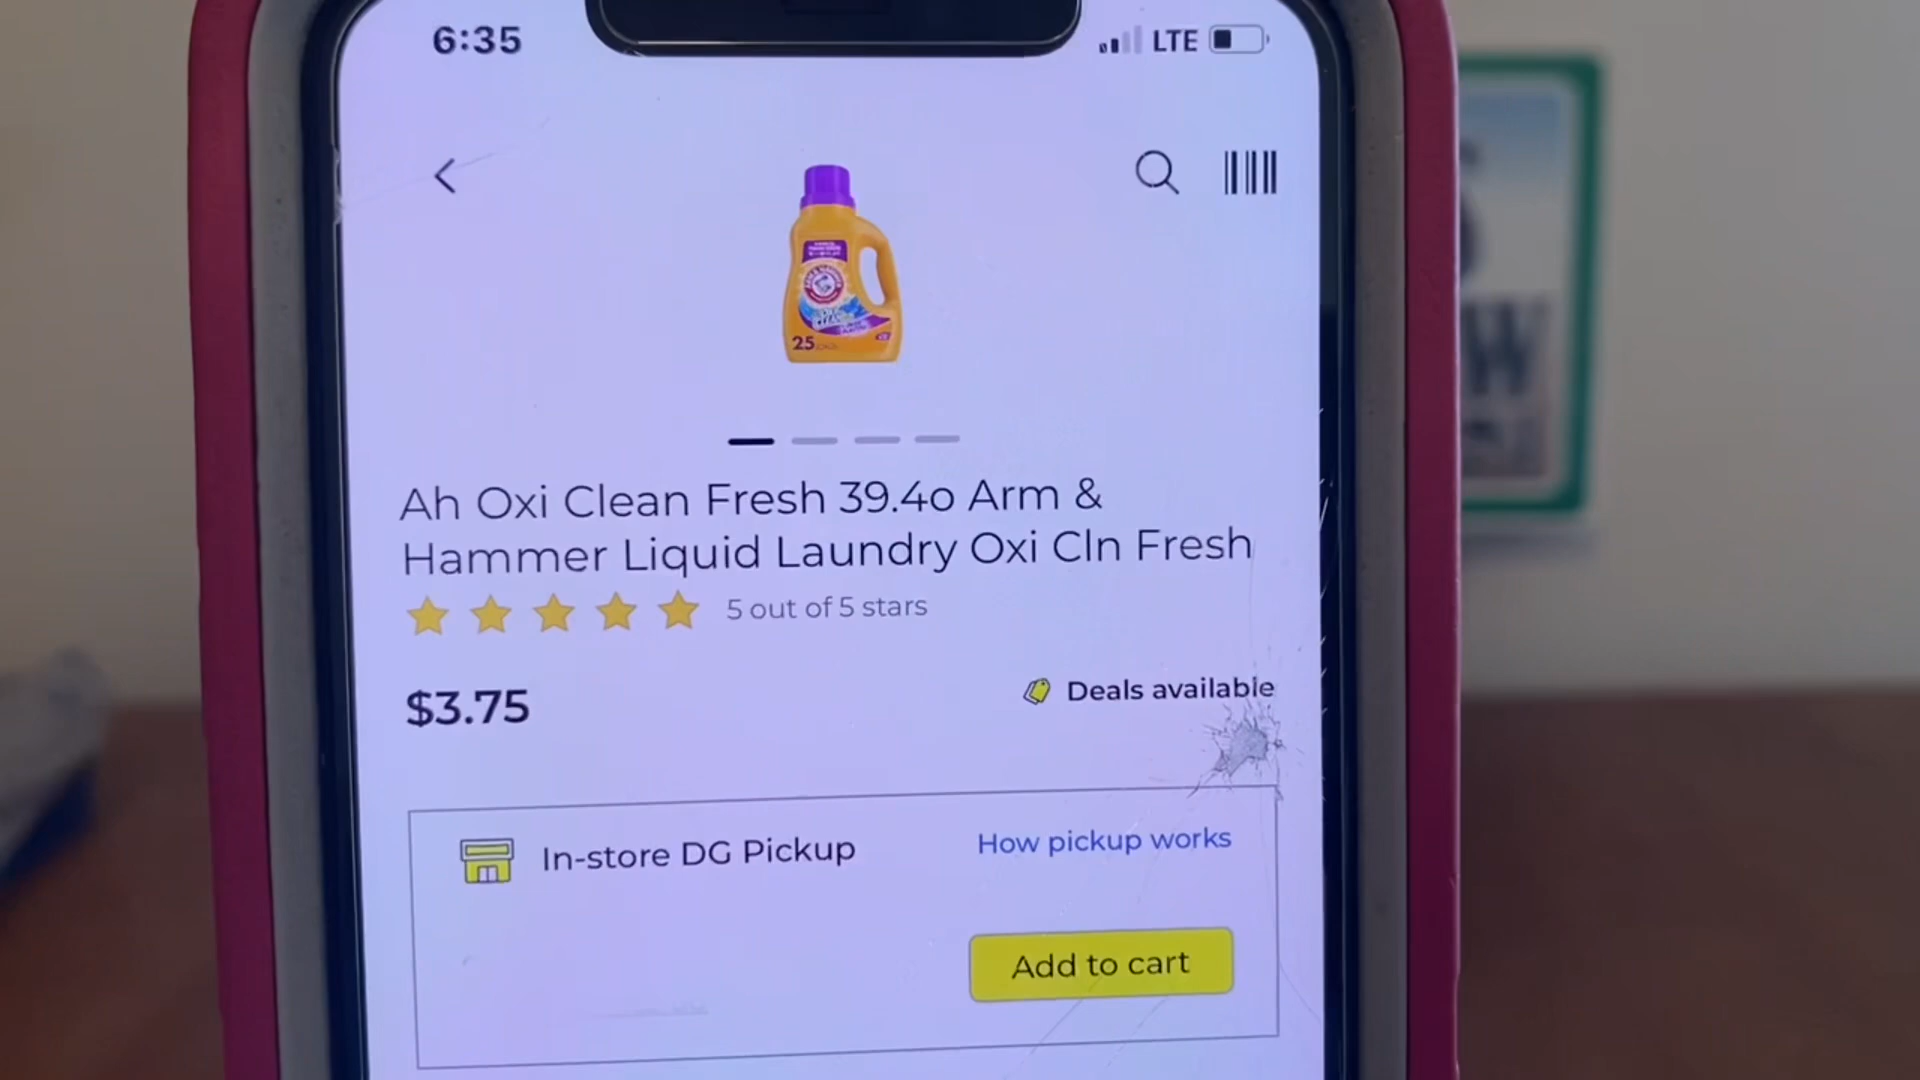 6:35
LTE
25
Ah Oxi Clean Fresh 39.4o Arm &
Hammer Liquid Laundry Oxi Cln Fresh
5 out of 5 stars
$3.75
Deals available
In-store DG Pickup
How pickup works
Add to cart